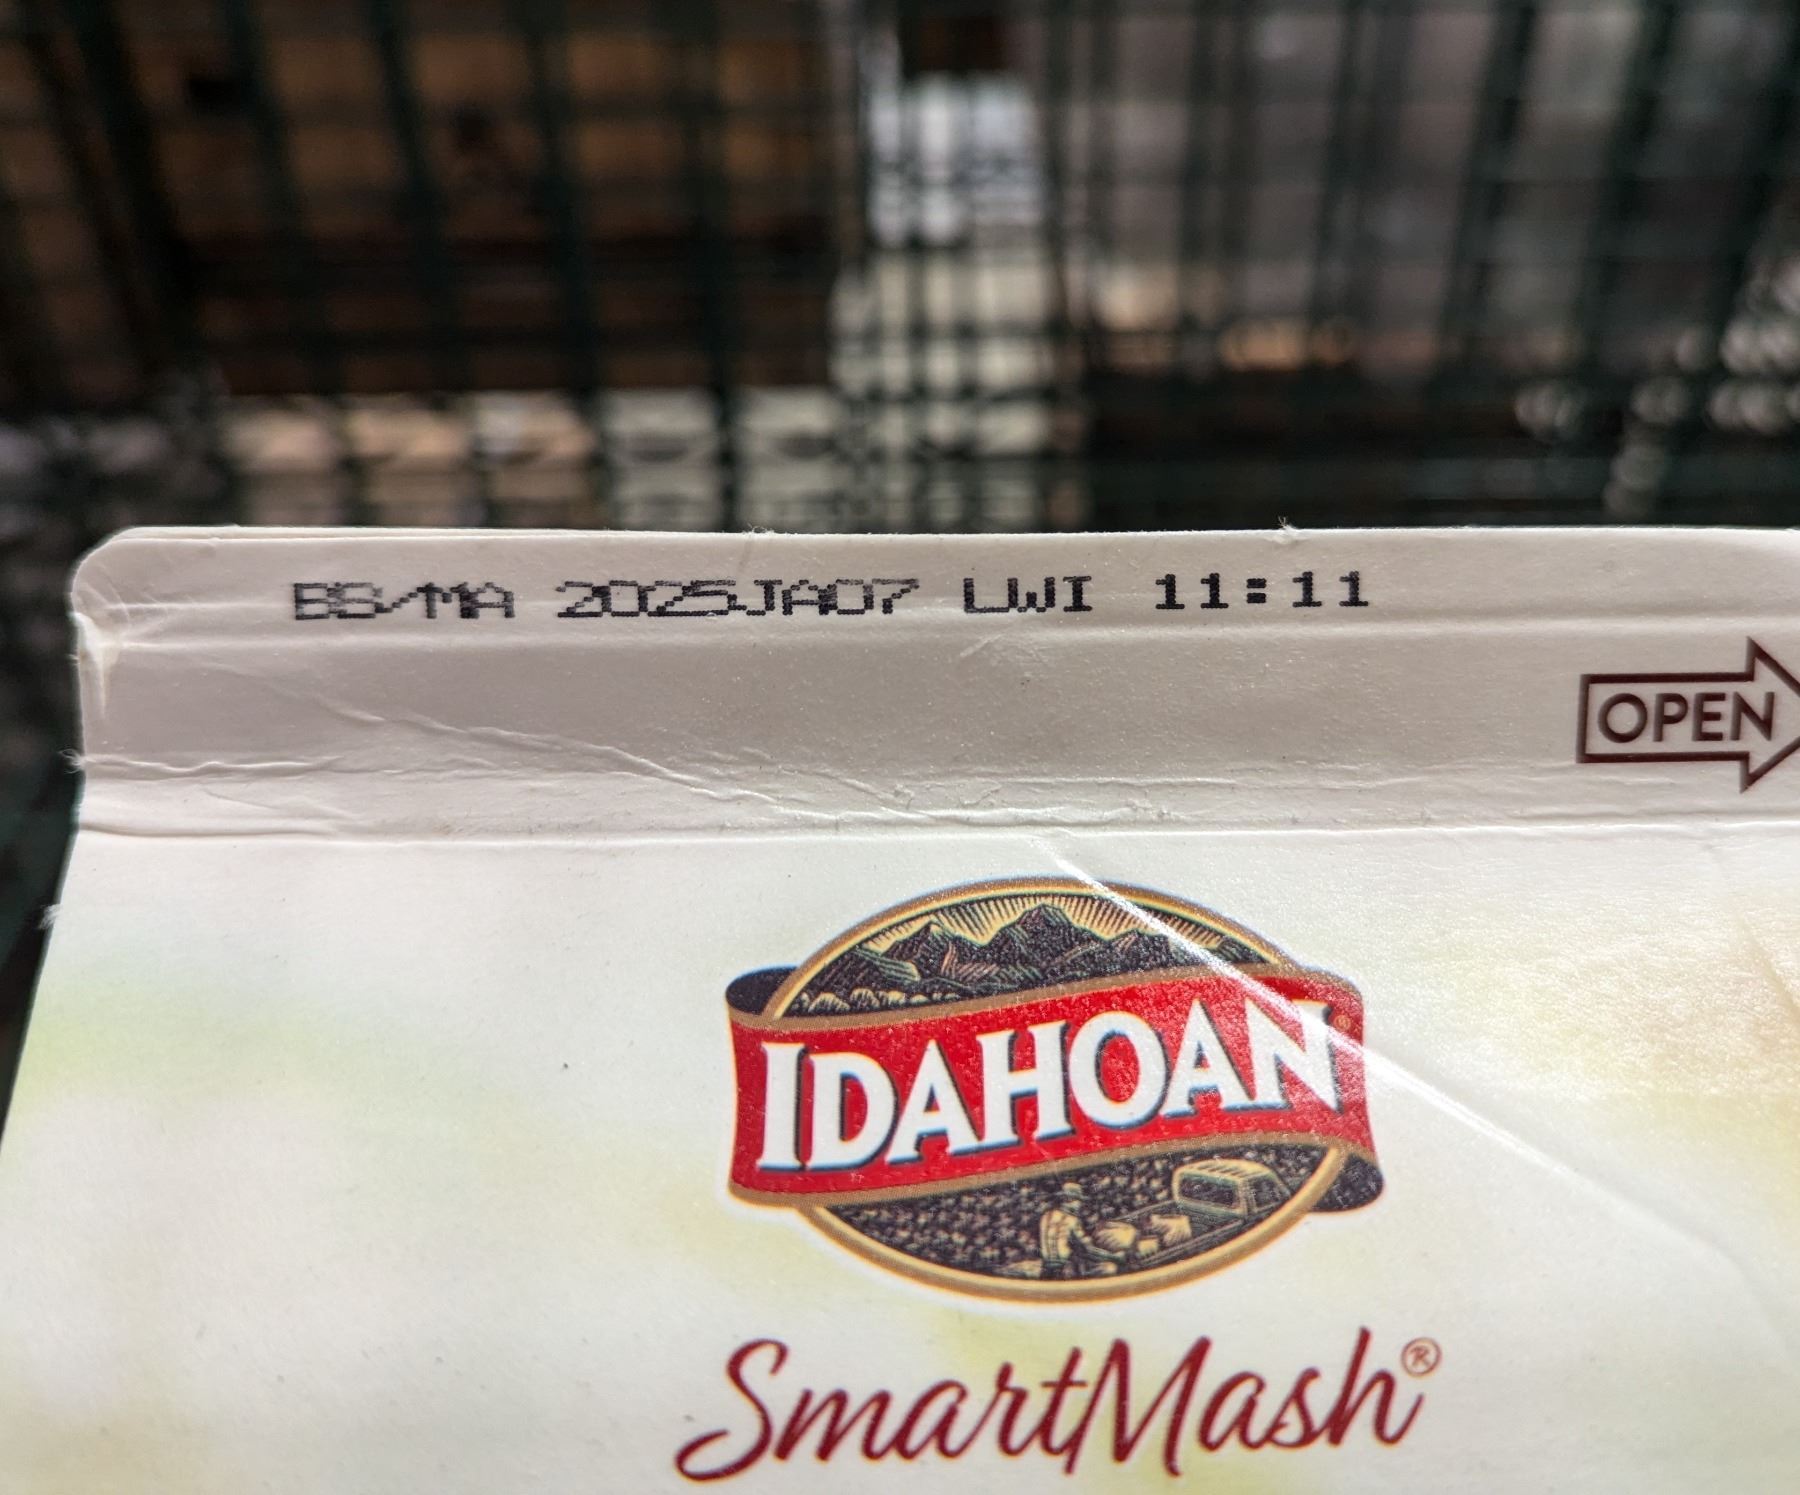 BB/MA 2025JA07 LWI 11:11
OPEN
IDAHOAN®
SmartMash®